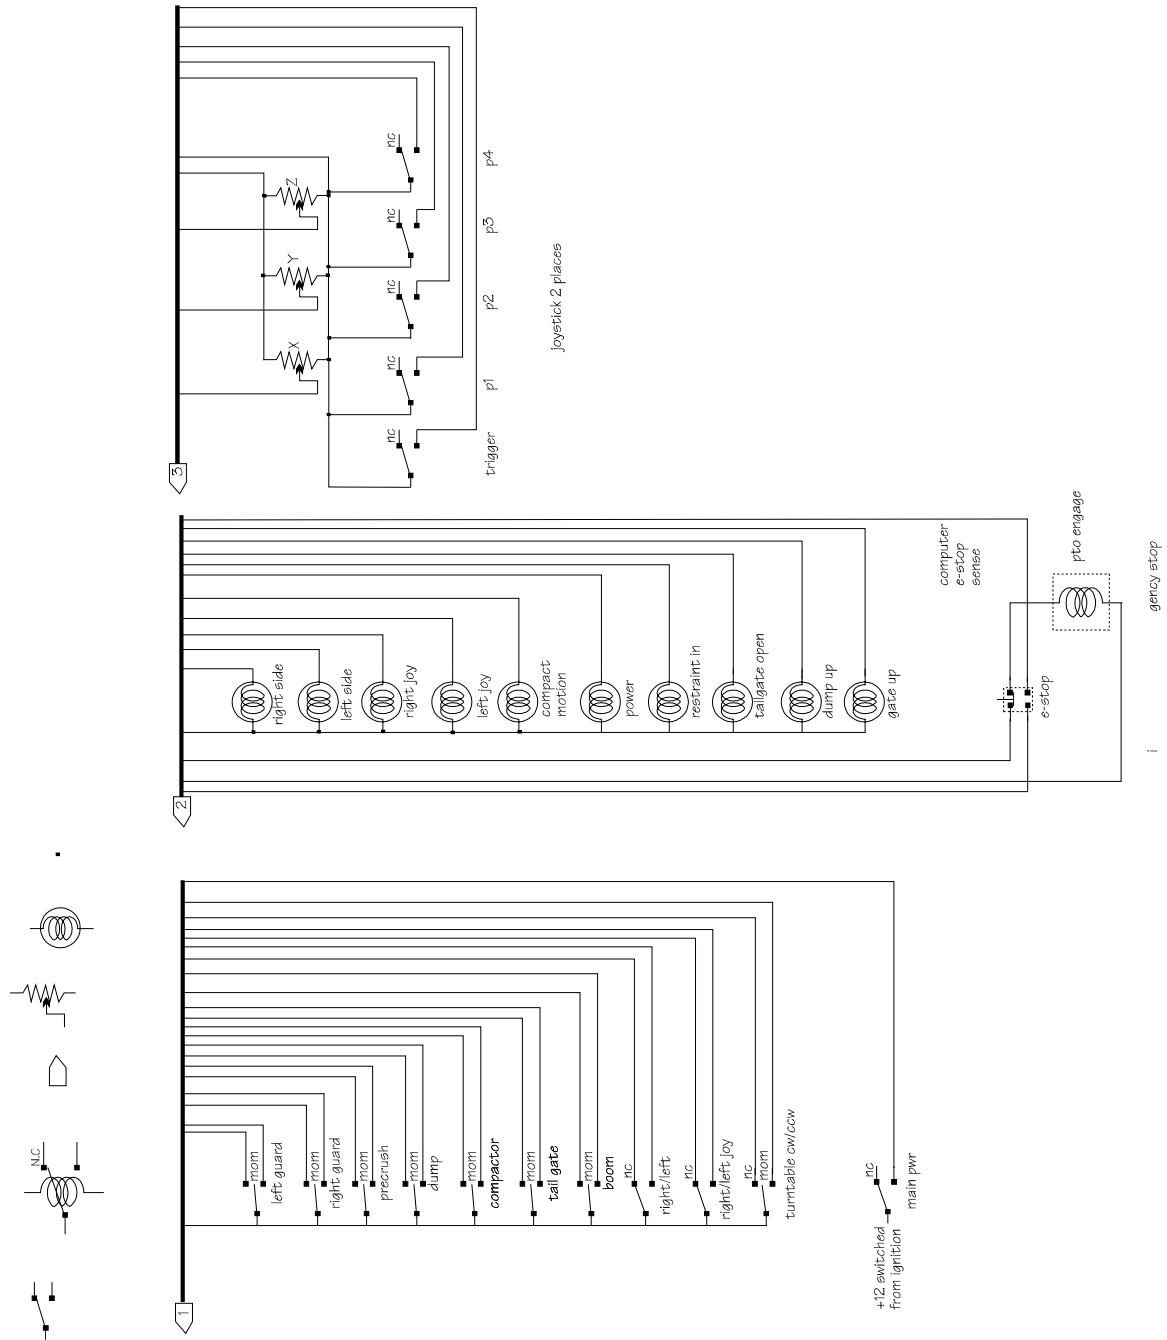 N.C
1
mom
left guard
mom
right guard
mom
precrush
mom
dump
mom
compactor
mom
tail gate
mom
boom
nc
right/left
nc
right/left joy
nc
mom
turntable cw/ccw
nc
main pwr
+12 switched
from ignition
2
right side
left side
right joy
left joy
compact
motion
power
restraint in
tailgate open
dump up
gate up
computer
e-stop
sense
e-stop
pto engage
i
gency stop
3
X
Y
Z
nc
trigger
nc
p1
nc
p2
nc
p3
nc
p4
joystick 2 places